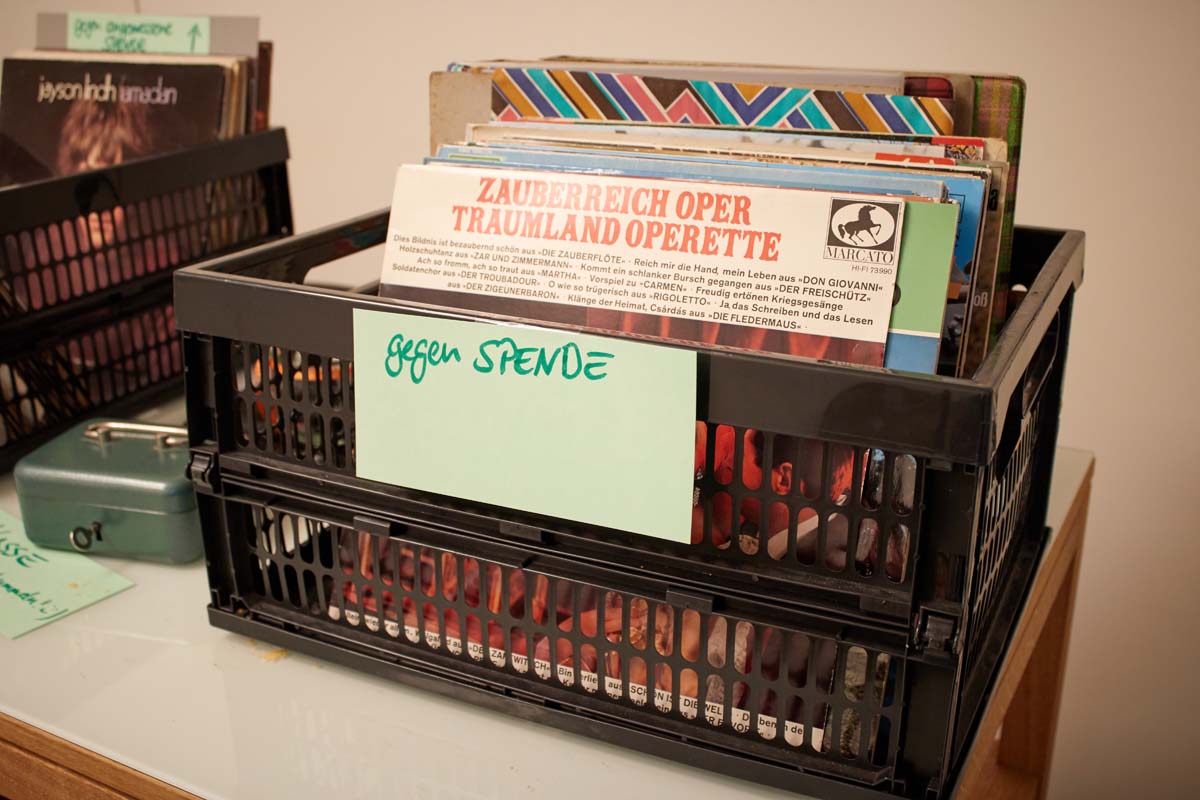 gegen angemessene
SPENDE
jayson lindh ramadan
ZAUBERREICH OPER
TRAUMLAND OPERETTE
Dies Bildnis ist bezaubernd schön aus »DIE ZAUBERFLÖTE« · Reich mir die Hand, mein Leben aus »DON GIOVANNI«
Holzschuhtanz aus »ZAR UND ZIMMERMANN« · Kommt ein schlanker Bursch gegangen aus »DER FREISCHÜTZ«
Ach so fromm, ach so traut aus »MARTHA« · Vorspiel zu »CARMEN« · Freudig ertönen Kriegsgesänge
Soldatenchor aus »DER TROUBADOUR« · O wie so trügerisch aus »RIGOLETTO« · Ja das Schreiben und das Lesen
aus »DER ZIGEUNERBARON« · Klänge der Heimat, Csárdás aus »DIE FLEDERMAUS« ·
MARCATO
HI-FI 73990
gegen SPENDE
ASSE